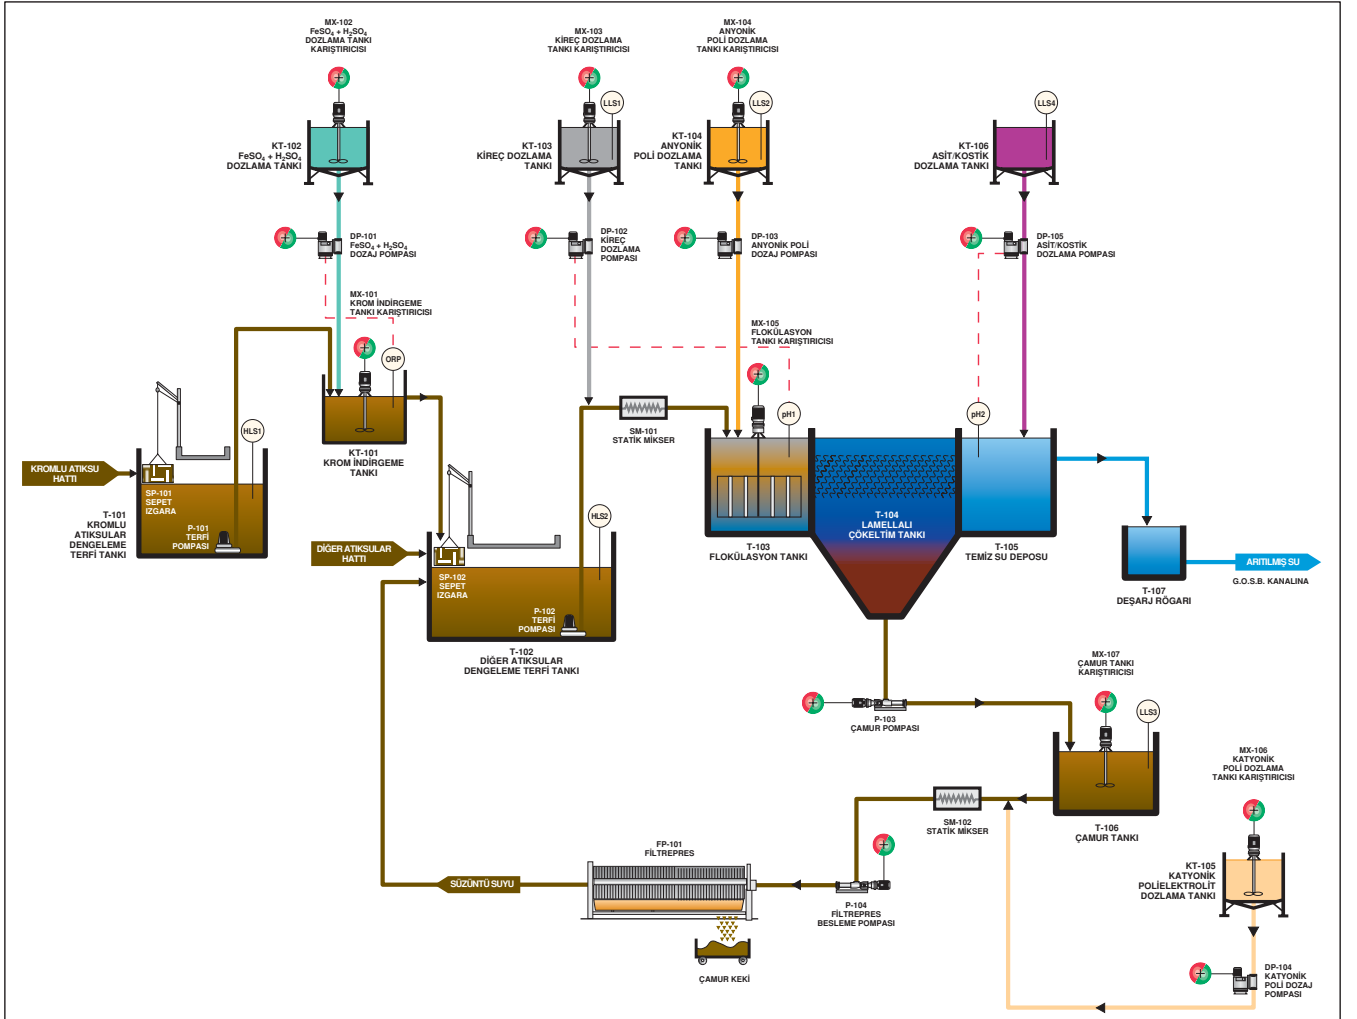 MX-102
FeSO₄ + H₂SO₄
DOZLAMA TANKI
KARIŞTIRICISI
MX-103
KİREÇ DOZLAMA
TANKI KARIŞTIRICISI
MX-104
ANYONİK
POLİ DOZLAMA
TANKI KARIŞTIRICISI
LLS1
LLS2
LLS4
KT-102
FeSO₄ + H₂SO₄
DOZLAMA TANKI
KT-103
KİREÇ DOZLAMA
TANKI
KT-104
ANYONİK
POLİ DOZLAMA
TANKI
KT-106
ASİT/KOSTİK
DOZLAMA TANKI
DP-101
FeSO₄ + H₂SO₄
DOZAJ POMPASI
DP-102
KİREÇ
DOZLAMA
POMPASI
DP-103
ANYONİK POLİ
DOZAJ POMPASI
DP-105
ASİT/KOSTİK
DOZLAMA POMPASI
MX-101
KROM İNDİRGEME
TANKI KARIŞTIRICISI
MX-105
FLOKÜLASYON
TANKI KARIŞTIRICISI
ORP
HLS1
pH1
pH2
SM-101
STATİK MİKSER
KT-101
KROM İNDİRGEME
TANKI
KROMLU ATIKSU
HATTI
SP-101
SEPET
IZGARA
P-101
TERFİ
POMPASI
T-101
KROMLU
ATIKSULAR
DENGELEME
TERFİ TANKI
HLS2
DİĞER ATIKSULAR
HATTI
SP-102
SEPET
IZGARA
P-102
TERFİ
POMPASI
T-102
DİĞER ATIKSULAR
DENGELEME TERFİ TANKI
T-103
FLOKÜLASYON TANKI
T-104
LAMELLALI
ÇÖKELTİM TANKI
T-105
TEMİZ SU DEPOSU
T-107
DEŞARJ RÖGARI
ARITILMIŞ SU
G.O.S.B. KANALINA
P-103
ÇAMUR POMPASI
MX-107
ÇAMUR TANKI
KARIŞTIRICISI
LLS3
T-106
ÇAMUR TANKI
SM-102
STATİK MİKSER
MX-106
KATYONİK
POLİ DOZLAMA
TANKI KARIŞTIRICISI
KT-105
KATYONİK
POLİELEKTROLİT
DOZLAMA TANKI
DP-104
KATYONİK
POLİ DOZAJ
POMPASI
FP-101
FİLTREPRES
SÜZÜNTÜ SUYU
P-104
FİLTREPRES
BESLEME POMPASI
ÇAMUR KEKİ